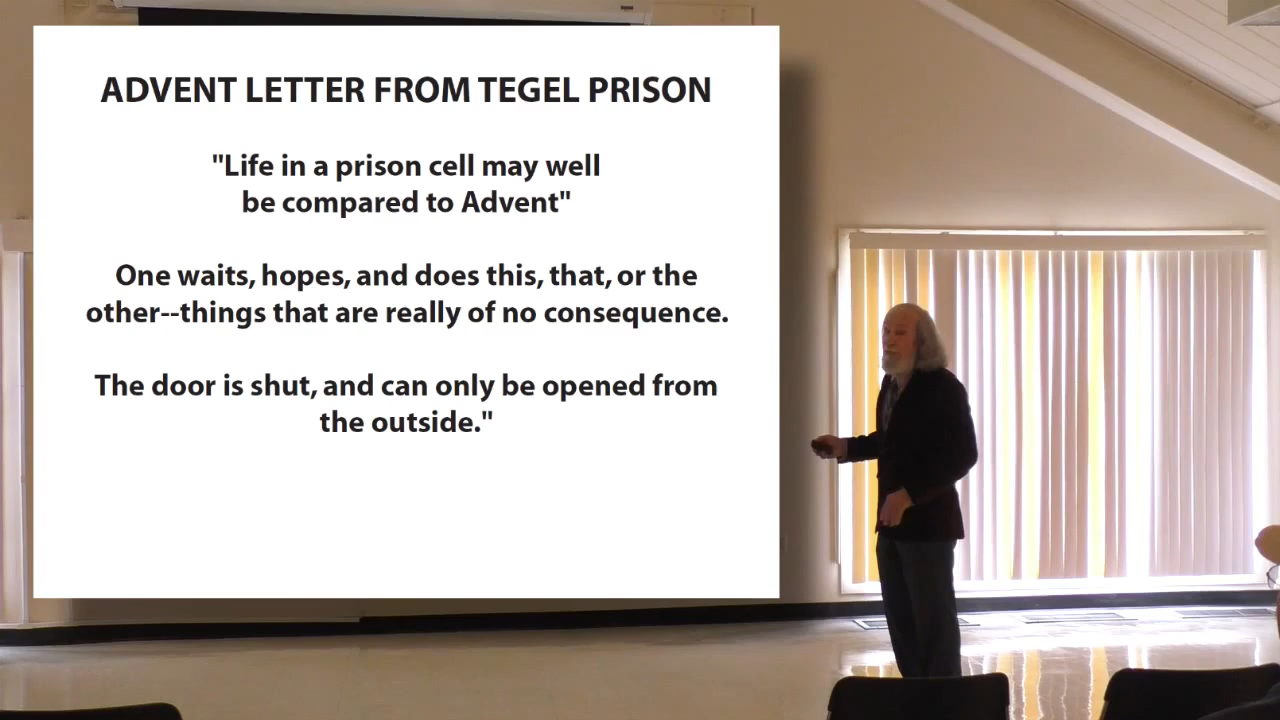 ADVENT LETTER FROM TEGEL PRISON
"Life in a prison cell may well
be compared to Advent"
One waits, hopes, and does this, that, or the
other--things that are really of no consequence.
The door is shut, and can only be opened from
the outside."